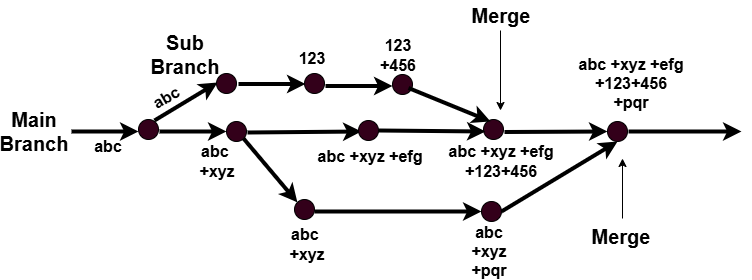 Merge
Sub
Branch
123
123
+456
abc +xyz +efg
+123+456
+pqr
abc
Main
Branch
abc
abc
+xyz
abc +xyz +efg
abc +xyz +efg
+123+456
abc
+xyz
abc
+xyz
+pqr
Merge